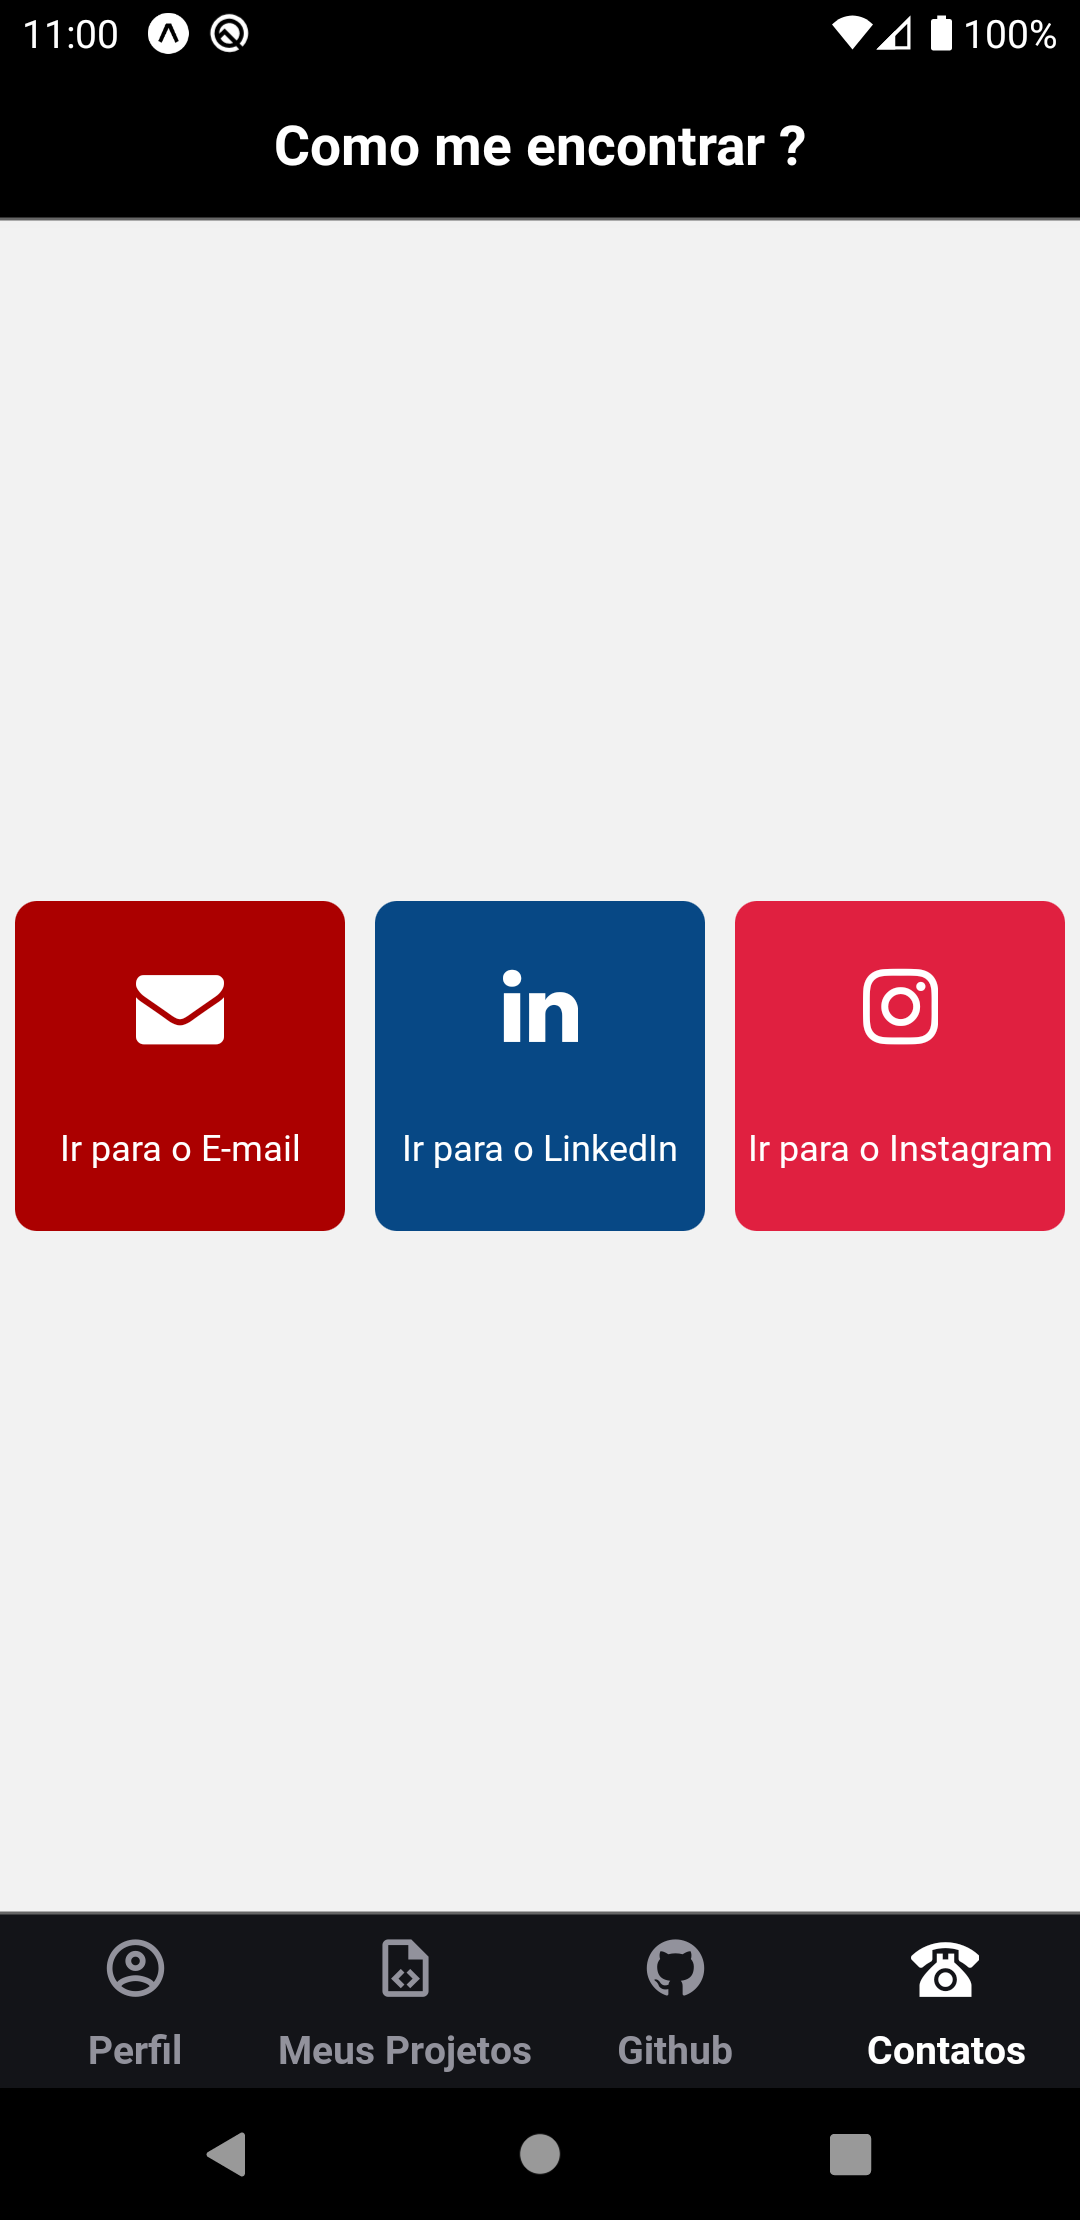 11:00 100%
Como me encontrar ?
Ir para o E-mail
in
Ir para o LinkedIn
Ir para o Instagram
Perfil
Meus Projetos
Github
Contatos